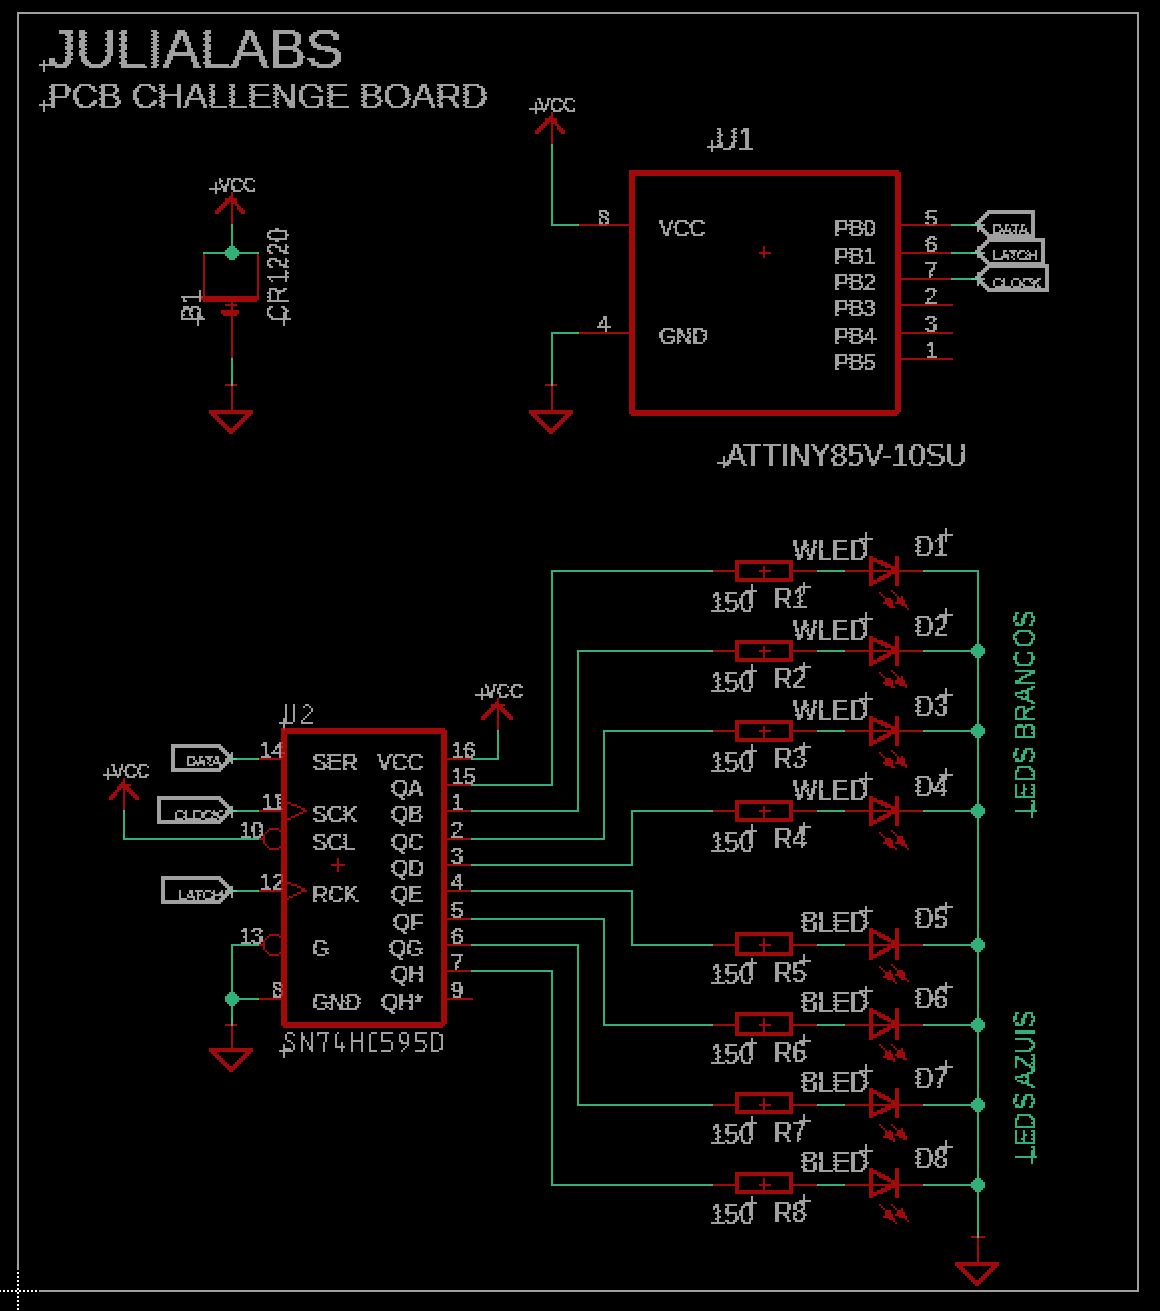 JULIALABS
PCB CHALLENGE BOARD
VCC
B1
CR1220
VCC
U1
8 VCC
4 GND
PB0 5 DATA
PB1 6 LATCH
PB2 7 CLOCK
PB3 2
PB4 3
PB5 1
ATTINY85V-10SU
U2
VCC
VCC
DATA 14 SER
CLOCK 11 SCK
10 SCL
LATCH 12 RCK
13 G
8 GND
VCC 16
QA 15
QB 1
QC 2
QD 3
QE 4
QF 5
QG 6
QH 7
QH* 9
SN74HC595D
WLED D1
150 R1
WLED D2
150 R2
WLED D3
150 R3
WLED D4
150 R4
LEDS BRANCOS
BLED D5
150 R5
BLED D6
150 R6
BLED D7
150 R7
BLED D8
150 R8
LEDS AZUIS